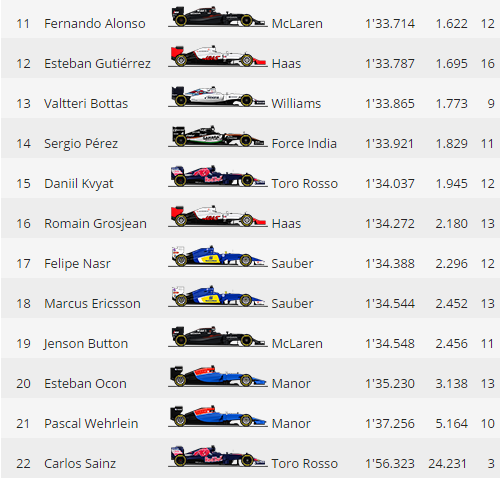 11 Fernando Alonso McLaren 1'33.714 1.622 12
12 Esteban Gutiérrez Haas 1'33.787 1.695 16
13 Valtteri Bottas Williams 1'33.865 1.773 9
14 Sergio Pérez Force India 1'33.921 1.829 11
15 Daniil Kvyat Toro Rosso 1'34.037 1.945 12
16 Romain Grosjean Haas 1'34.272 2.180 13
17 Felipe Nasr Sauber 1'34.388 2.296 12
18 Marcus Ericsson Sauber 1'34.544 2.452 13
19 Jenson Button McLaren 1'34.548 2.456 11
20 Esteban Ocon Manor 1'35.230 3.138 13
21 Pascal Wehrlein Manor 1'37.256 5.164 10
22 Carlos Sainz Toro Rosso 1'56.323 24.231 3